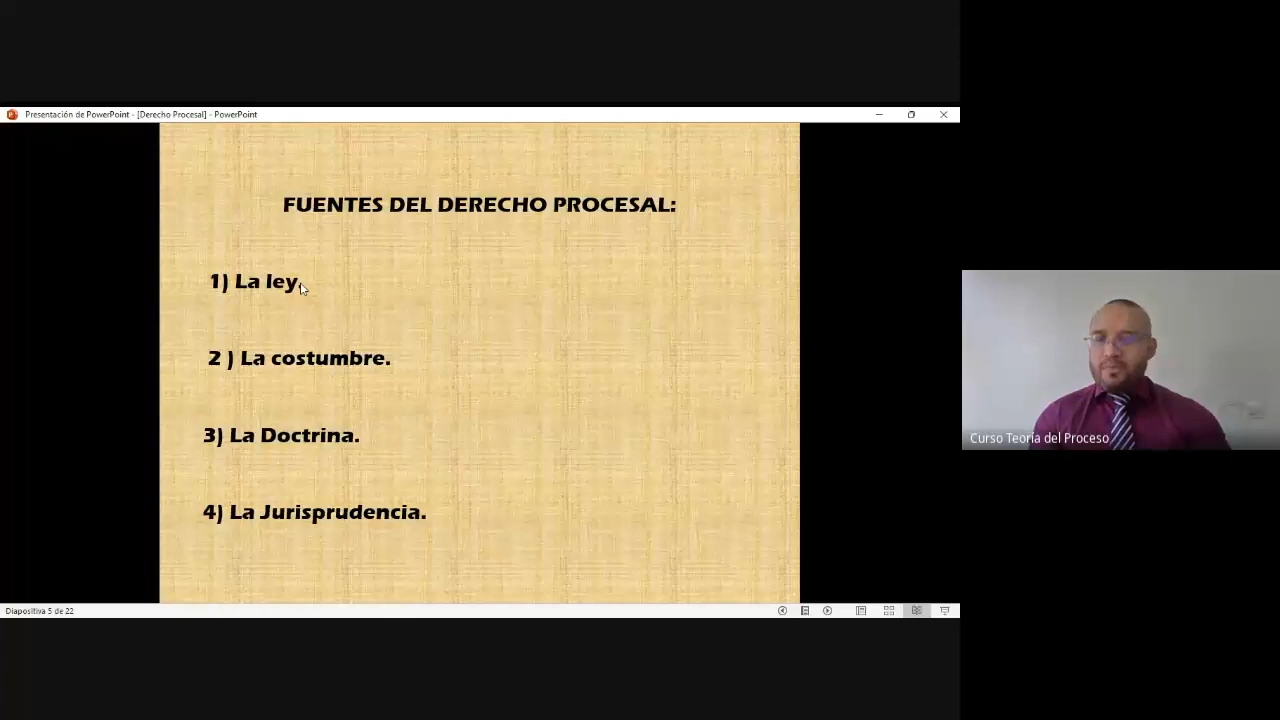 Presentación de PowerPoint - [Derecho Procesal] - PowerPoint
FUENTES DEL DERECHO PROCESAL:
1) La ley.
2 ) La costumbre.
3) La Doctrina.
4) La Jurisprudencia.
Curso Teoría del Proceso
Diapositiva 5 de 22